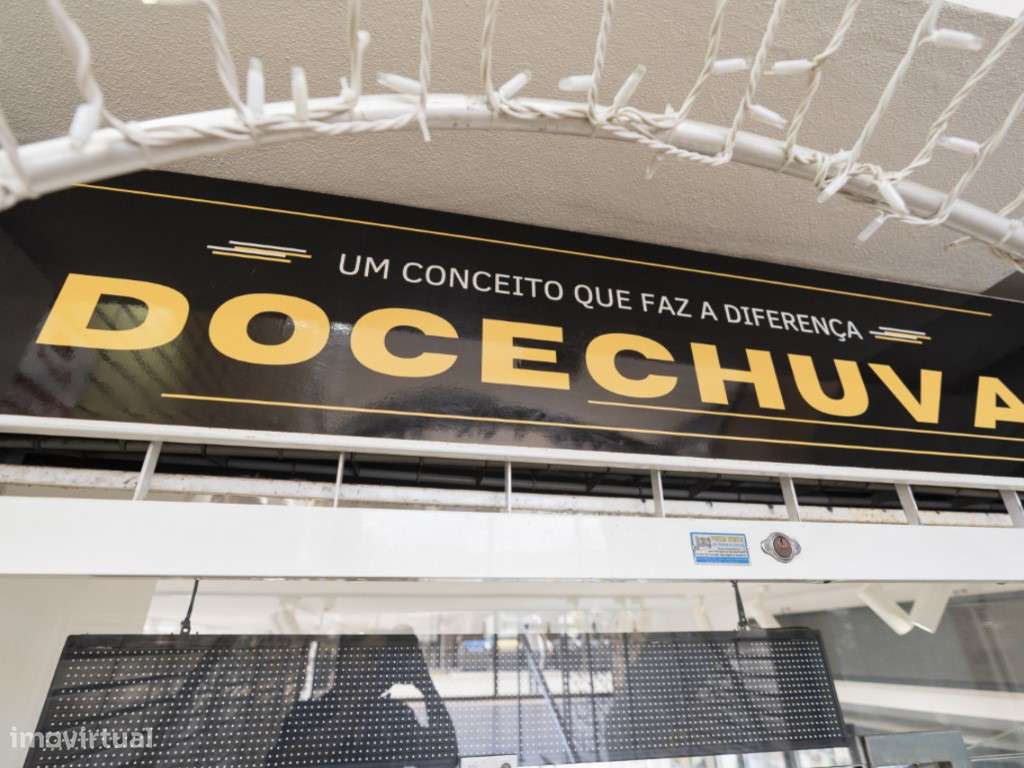 UM CONCEITO QUE FAZ A DIFERENÇA
DOCECHUVA
imovirtual